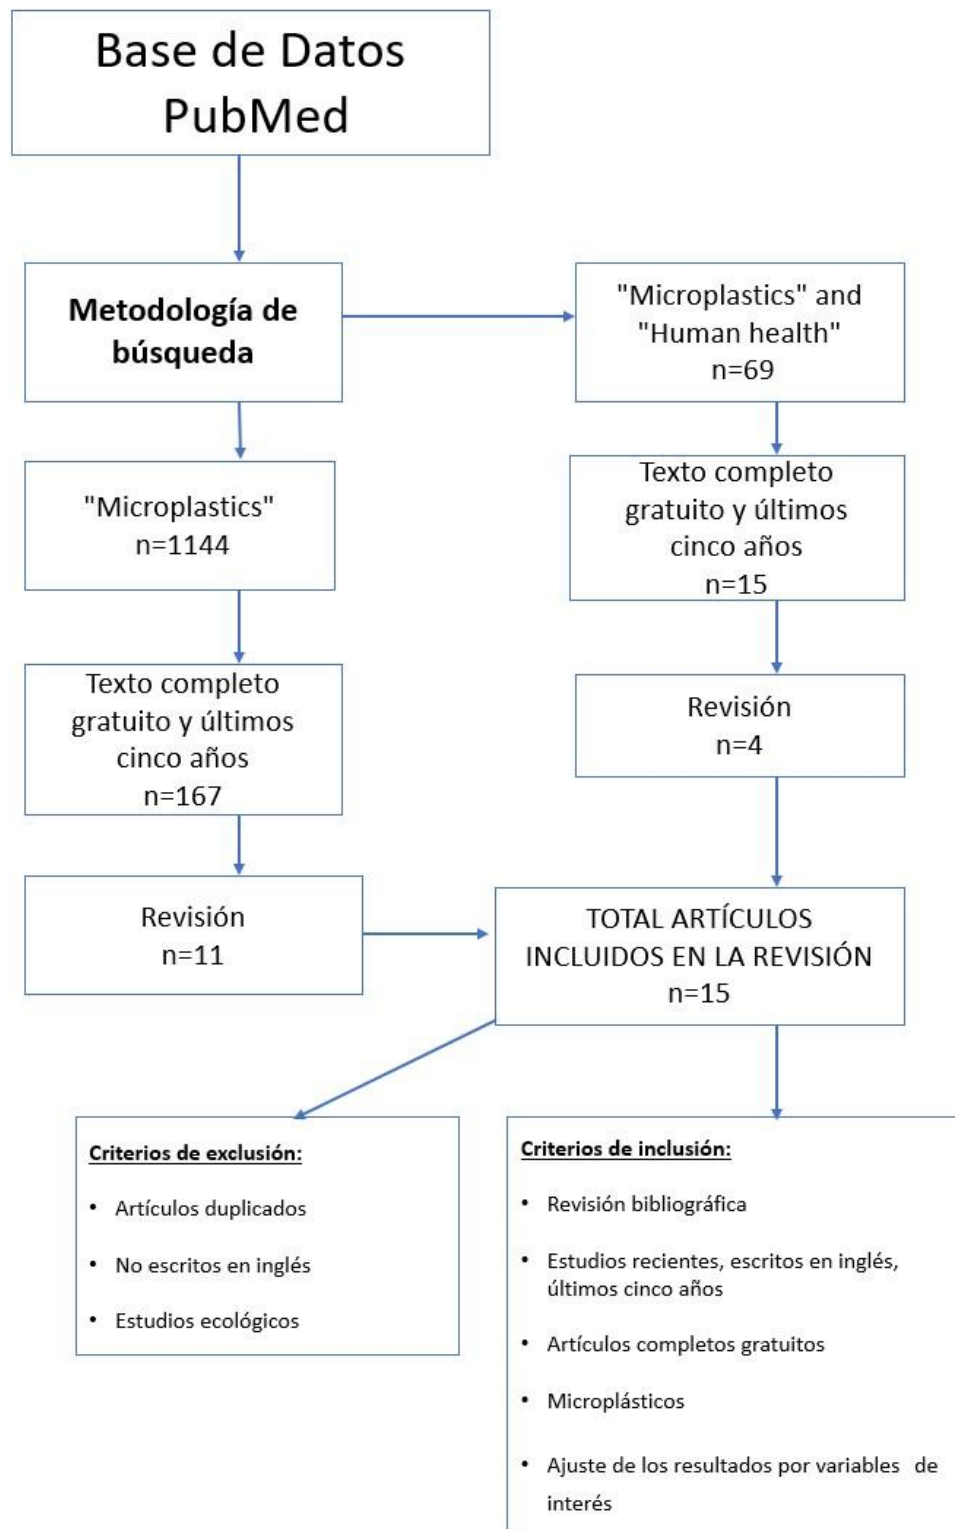 Base de Datos
PubMed
Metodología de
búsqueda
"Microplastics" and
"Human health"
n=69
"Microplastics"
n=1144
Texto completo
gratuito y últimos
cinco años
n=15
Texto completo
gratuito y últimos
cinco años
n=167
Revisión
n=4
Revisión
n=11
TOTAL ARTÍCULOS
INCLUIDOS EN LA REVISIÓN
n=15
Criterios de exclusión:
• Artículos duplicados
• No escritos en inglés
• Estudios ecológicos
Criterios de inclusión:
• Revisión bibliográfica
• Estudios recientes, escritos en inglés,
últimos cinco años
• Artículos completos gratuitos
• Microplásticos
• Ajuste de los resultados por variables de
interés